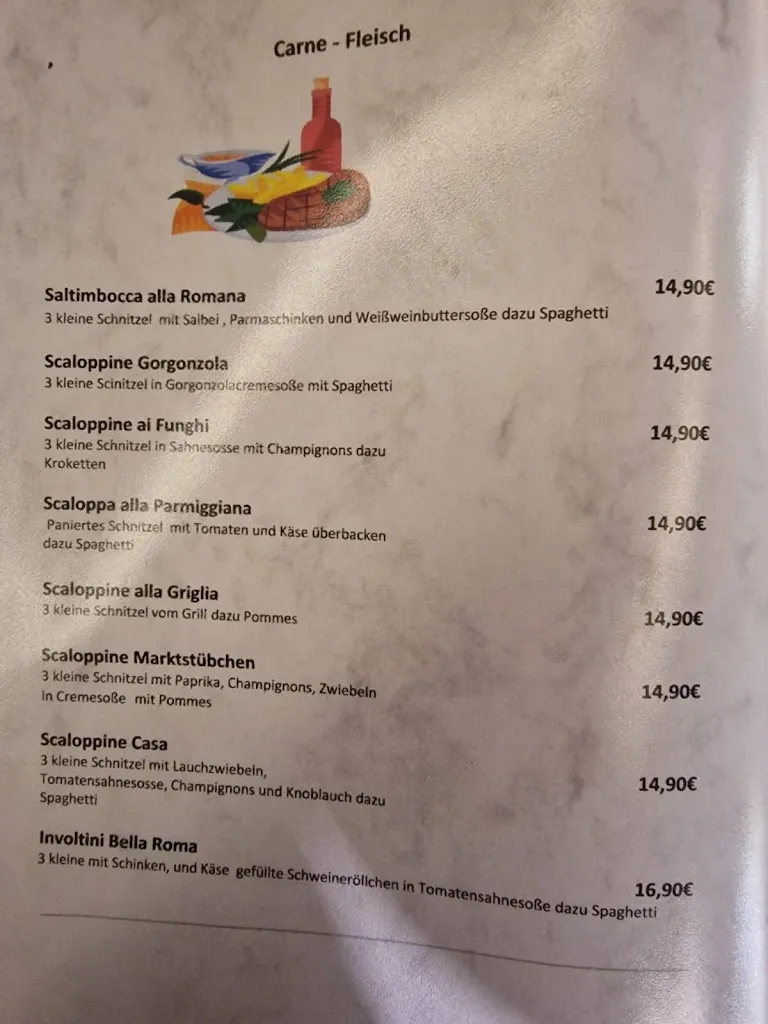 Carne - Fleisch
Saltimbocca alla Romana 14,90€
3 kleine Schnitzel mit Salbei , Parmaschinken und Weißweinbuttersoße dazu Spaghetti
Scaloppine Gorgonzola 14,90€
3 kleine Scinitzel in Gorgonzolacremesoße mit Spaghetti
Scaloppine ai Funghi 14,90€
3 kleine Schnitzel in Sahnesosse mit Champignons dazu
Kroketten
Scaloppa alla Parmiggiana 14,90€
Paniertes Schnitzel mit Tomaten und Käse überbacken
dazu Spaghetti
Scaloppine alla Griglia 14,90€
3 kleine Schnitzel vom Grill dazu Pommes
Scaloppine Marktstübchen 14,90€
3 kleine Schnitzel mit Paprika, Champignons, Zwiebeln
In Cremesoße mit Pommes
Scaloppine Casa 14,90€
3 kleine Schnitzel mit Lauchzwiebeln,
Tomatensahnesosse, Champignons und Knoblauch dazu
Spaghetti
Involtini Bella Roma 16,90€
3 kleine mit Schinken, und Käse gefüllte Schweineröllchen in Tomatensahnesoße dazu Spaghetti